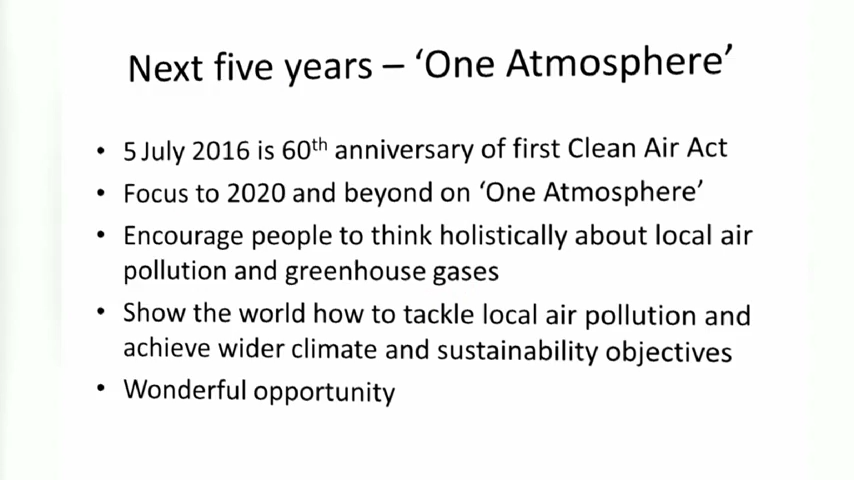 Next five years – ‘One Atmosphere’
• 5 July 2016 is 60th anniversary of first Clean Air Act
• Focus to 2020 and beyond on ‘One Atmosphere’
• Encourage people to think holistically about local air
pollution and greenhouse gases
• Show the world how to tackle local air pollution and
achieve wider climate and sustainability objectives
• Wonderful opportunity